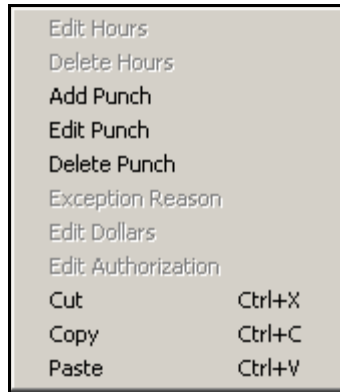 Edit Hours
Delete Hours
Add Punch
Edit Punch
Delete Punch
Exception Reason
Edit Dollars
Edit Authorization
Cut Ctrl+X
Copy Ctrl+C
Paste Ctrl+V